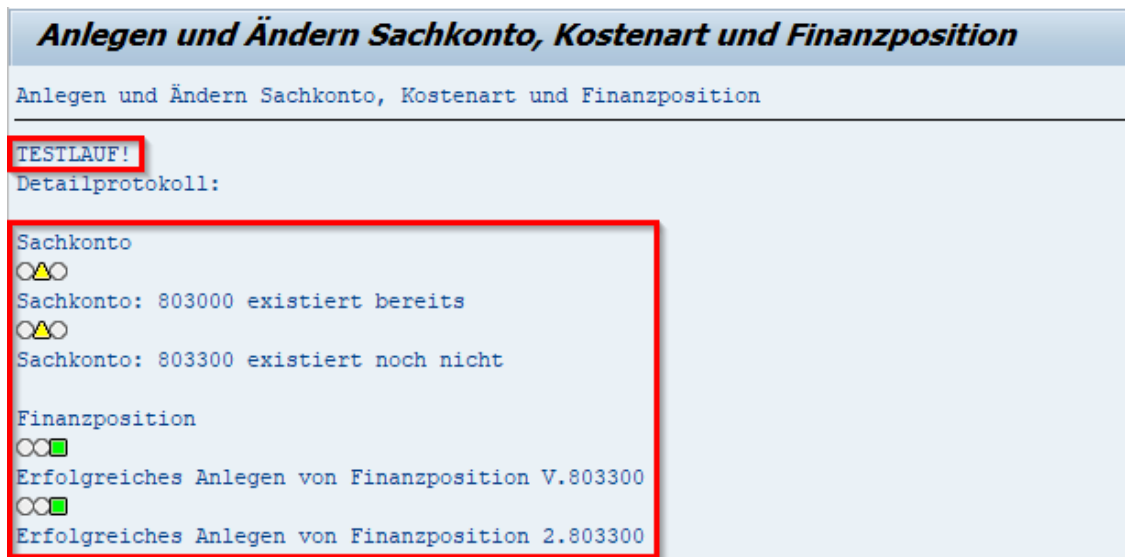 Anlegen und Ändern Sachkonto, Kostenart und Finanzposition
Anlegen und Ändern Sachkonto, Kostenart und Finanzposition
TESTLAUF!
Detailprotokoll:
Sachkonto
Sachkonto: 803000 existiert bereits
Sachkonto: 803300 existiert noch nicht
Finanzposition
Erfolgreiches Anlegen von Finanzposition V.803300
Erfolgreiches Anlegen von Finanzposition 2.803300